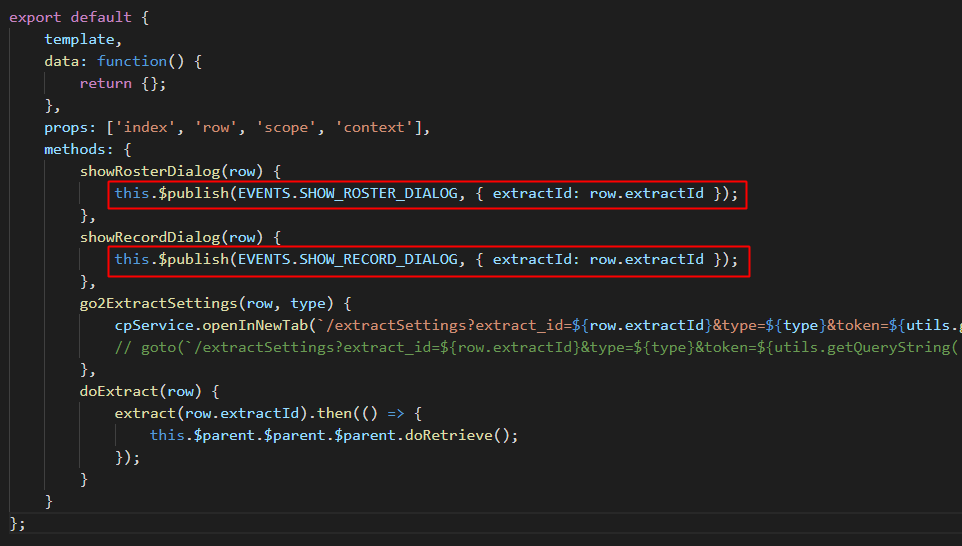 export default {
    template,
    data: function() {
        return {};
    },
    props: ['index', 'row', 'scope', 'context'],
    methods: {
        showRosterDialog(row) {
            this.$publish(EVENTS.SHOW_ROSTER_DIALOG, { extractId: row.extractId });
        },
        showRecordDialog(row) {
            this.$publish(EVENTS.SHOW_RECORD_DIALOG, { extractId: row.extractId });
        },
        go2ExtractSettings(row, type) {
            cpService.openInNewTab(`/extractSettings?extract_id=${row.extractId}&type=${type}&token=${utils.
            // goto(`/extractSettings?extract_id=${row.extractId}&type=${type}&token=${utils.getQueryString(
        },
        doExtract(row) {
            extract(row.extractId).then(() => {
                this.$parent.$parent.$parent.doRetrieve();
            });
        }
    }
};